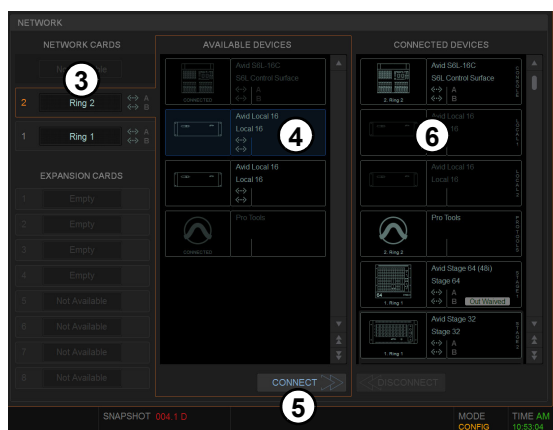 NETWORK
NETWORK CARDS
AVAILABLE DEVICES
CONNECTED DEVICES
3
2
Ring 2
A
B
1
Ring 1
A
B
EXPANSION CARDS
1
Empty
2
Empty
3
Empty
4
Empty
5
Not Available
6
Not Available
7
Not Available
8
Not Available
Avid S6L-16C
S6L Control Surface
A
B
CONNECTED
Avid Local 16
Local 16
4
Avid Local 16
Local 16
Pro Tools
CONNECTED
CONNECT
5
Avid S6L-16C
S6L Control Surface
A
B
2. Ring 2
Avid Local 16
Local 16
6
LOCAL 1
Avid Local 16
Local 16
LOCAL 2
Pro Tools
2. Ring 2
Avid Stage 64 (48i)
Stage 64
A
B
Out Waived
64
1. Ring 1
Avid Stage 32
Stage 32
A
B
1. Ring 1
DISCONNECT
SNAPSHOT 004.1 D
MODE
CONFIG
TIME AM
10:53:04